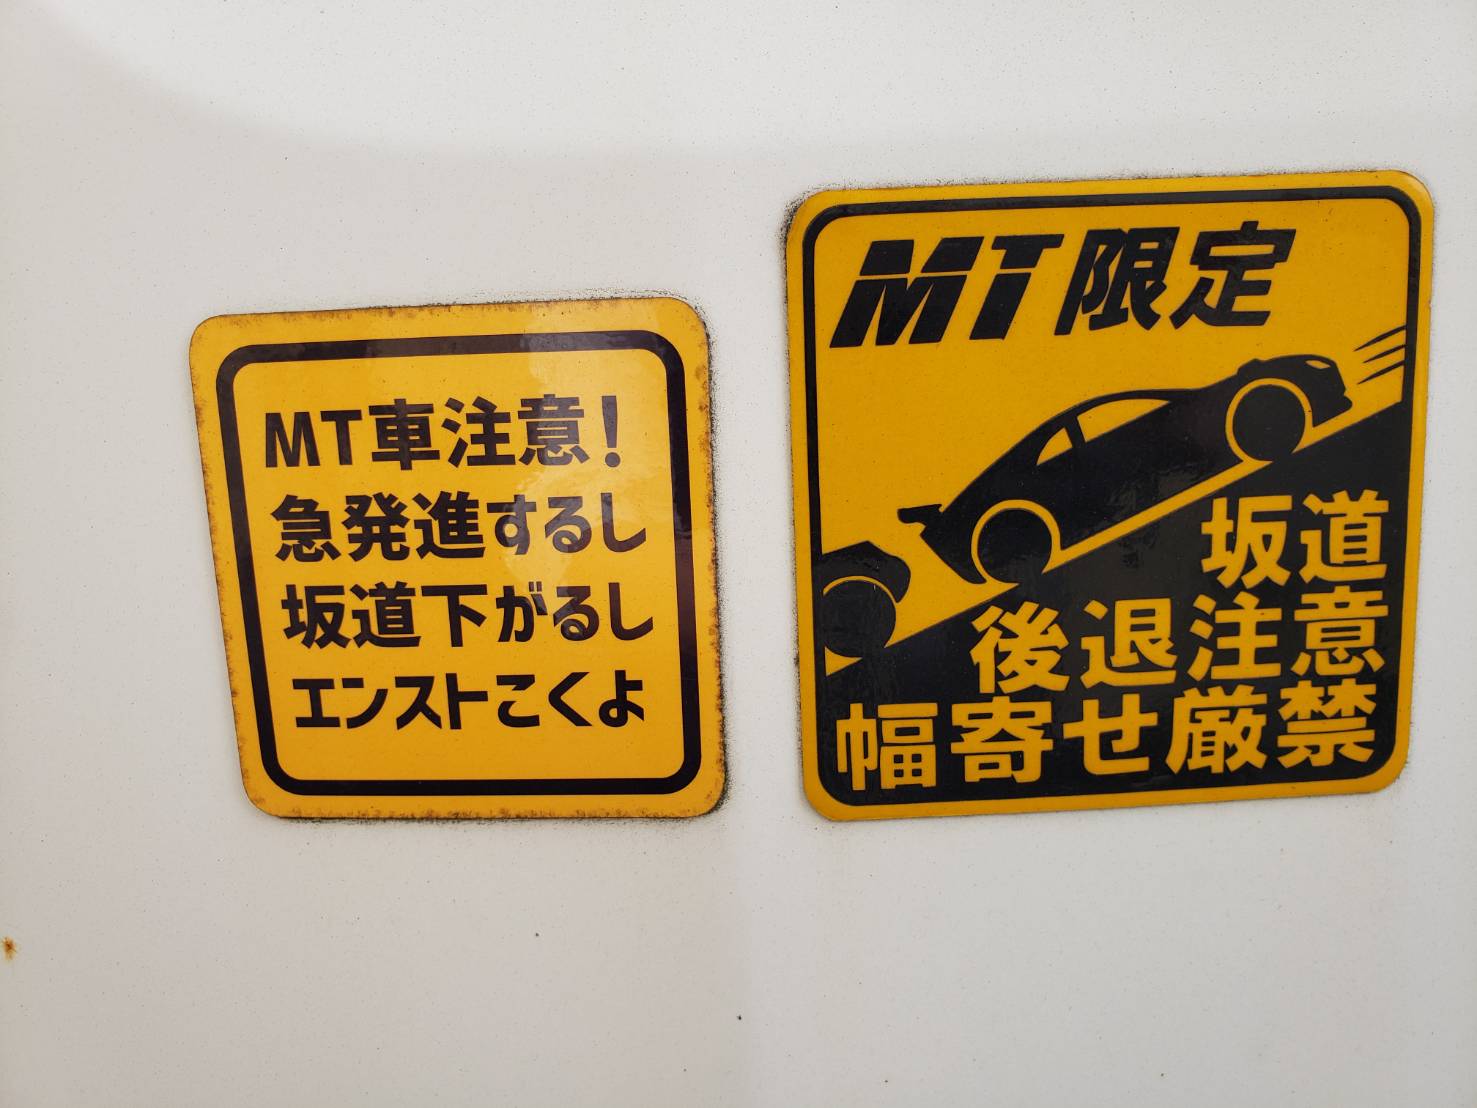 MT車注意!
急発進するし
坂道下がるし
エンストこくよ
MT限定
坂道
後退注意
幅寄せ厳禁